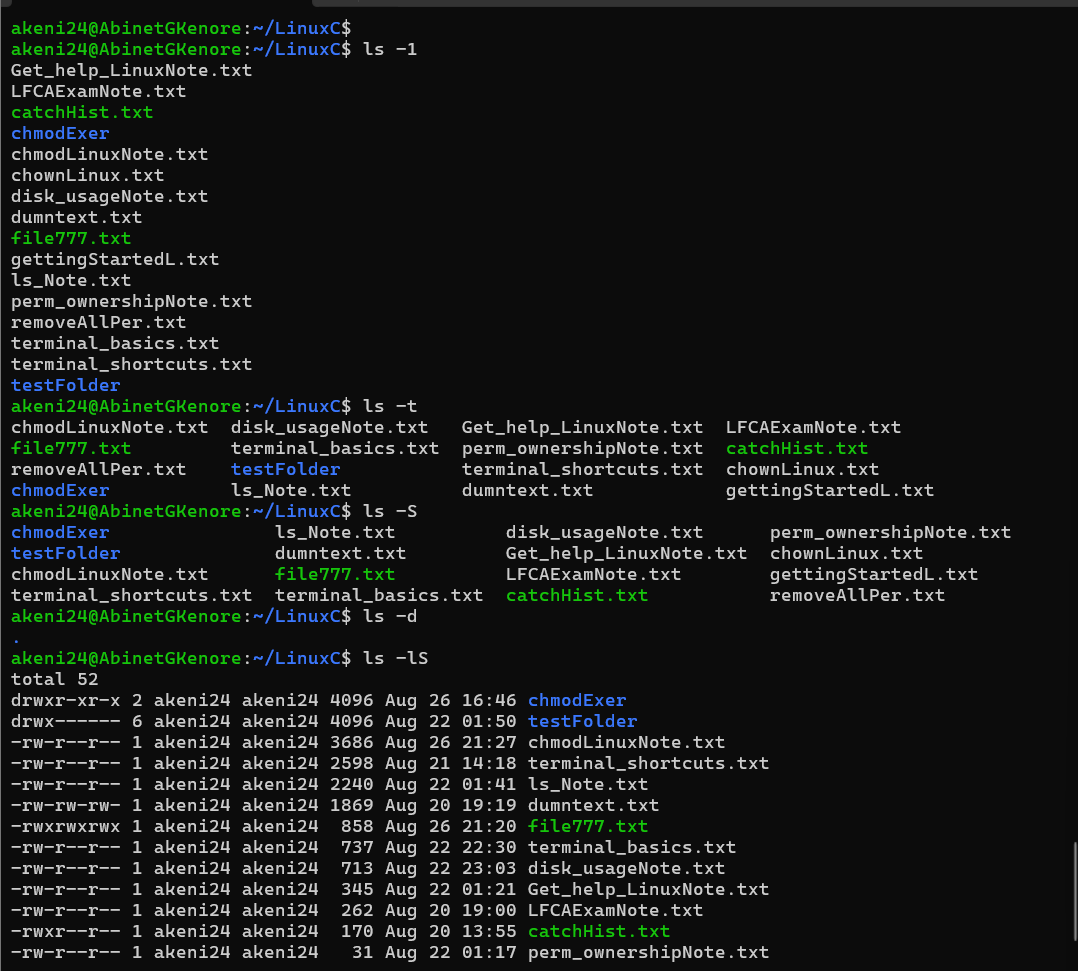 akeni24@AbinetGKenore:~/LinuxC$
akeni24@AbinetGKenore:~/LinuxC$ ls -1
Get_help_LinuxNote.txt
LFCAExamNote.txt
catchHist.txt
chmodExer
chmodLinuxNote.txt
chownLinux.txt
disk_usageNote.txt
dumntext.txt
file777.txt
gettingStartedL.txt
ls_Note.txt
perm_ownershipNote.txt
removeAllPer.txt
terminal_basics.txt
terminal_shortcuts.txt
testFolder
akeni24@AbinetGKenore:~/LinuxC$ ls -t
chmodLinuxNote.txt  disk_usageNote.txt   Get_help_LinuxNote.txt  LFCAExamNote.txt
file777.txt         terminal_basics.txt  perm_ownershipNote.txt  catchHist.txt
removeAllPer.txt    testFolder           terminal_shortcuts.txt  chownLinux.txt
chmodExer           ls_Note.txt          dumntext.txt            gettingStartedL.txt
akeni24@AbinetGKenore:~/LinuxC$ ls -S
chmodExer               ls_Note.txt          disk_usageNote.txt      perm_ownershipNote.txt
testFolder              dumntext.txt         Get_help_LinuxNote.txt  chownLinux.txt
chmodLinuxNote.txt      file777.txt          LFCAExamNote.txt        gettingStartedL.txt
terminal_shortcuts.txt  terminal_basics.txt  catchHist.txt           removeAllPer.txt
akeni24@AbinetGKenore:~/LinuxC$ ls -d
.
akeni24@AbinetGKenore:~/LinuxC$ ls -lS
total 52
drwxr-xr-x 2 akeni24 akeni24 4096 Aug 26 16:46 chmodExer
drwx------ 6 akeni24 akeni24 4096 Aug 22 01:50 testFolder
-rw-r--r-- 1 akeni24 akeni24 3686 Aug 26 21:27 chmodLinuxNote.txt
-rw-r--r-- 1 akeni24 akeni24 2598 Aug 21 14:18 terminal_shortcuts.txt
-rw-r--r-- 1 akeni24 akeni24 2240 Aug 22 01:41 ls_Note.txt
-rw-rw-rw- 1 akeni24 akeni24 1869 Aug 20 19:19 dumntext.txt
-rwxrwxrwx 1 akeni24 akeni24  858 Aug 26 21:20 file777.txt
-rw-r--r-- 1 akeni24 akeni24  737 Aug 22 22:30 terminal_basics.txt
-rw-r--r-- 1 akeni24 akeni24  713 Aug 22 23:03 disk_usageNote.txt
-rw-r--r-- 1 akeni24 akeni24  345 Aug 22 01:21 Get_help_LinuxNote.txt
-rw-r--r-- 1 akeni24 akeni24  262 Aug 20 19:00 LFCAExamNote.txt
-rwxr--r-- 1 akeni24 akeni24  170 Aug 20 13:55 catchHist.txt
-rw-r--r-- 1 akeni24 akeni24   31 Aug 22 01:17 perm_ownershipNote.txt